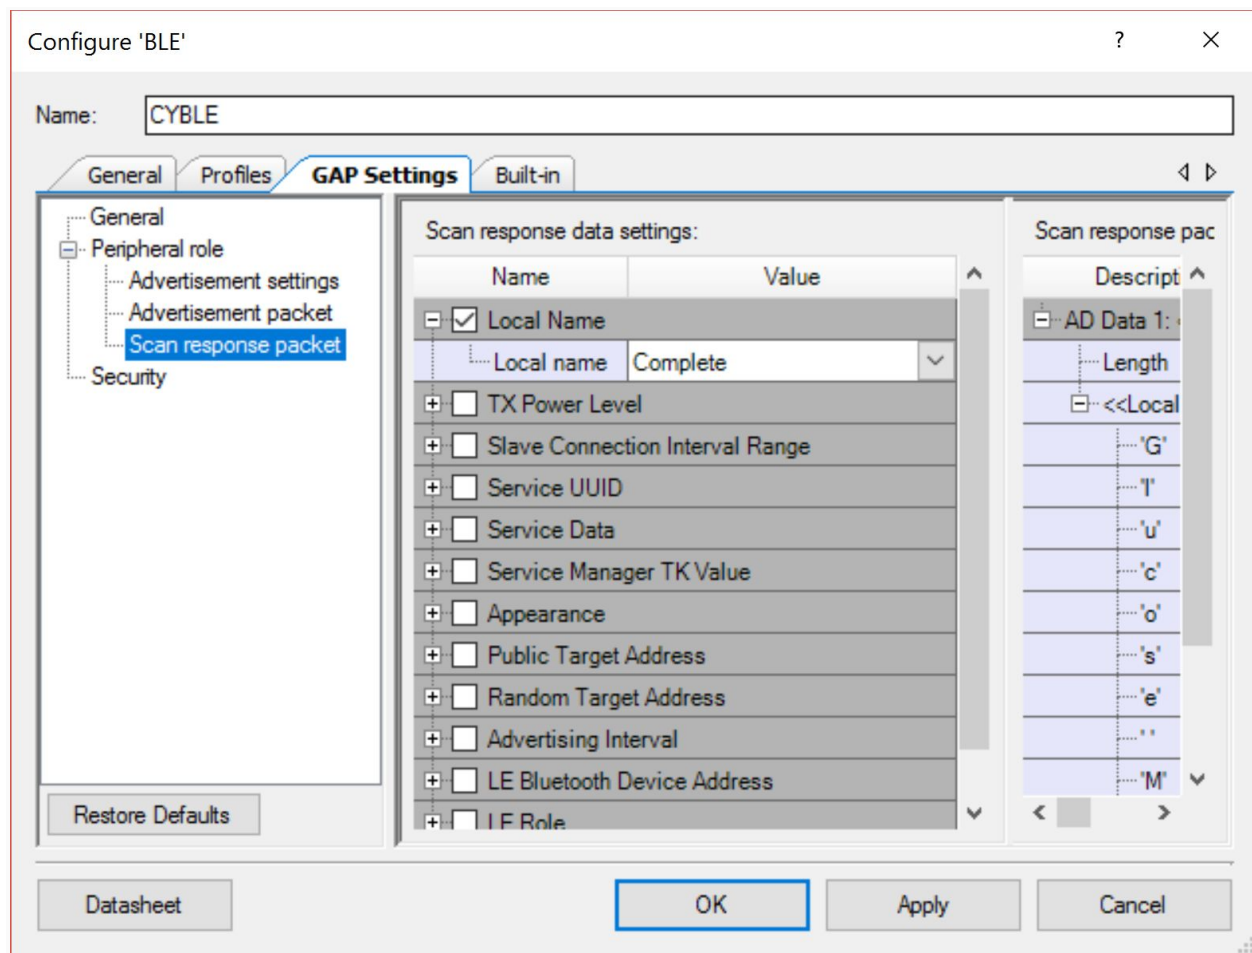 Configure 'BLE'
?
Name:
CYBLE
General
Profiles
GAP Settings
Built-in
General
Peripheral role
Advertisement settings
Advertisement packet
Scan response packet
Security
Restore Defaults
Scan response data settings:
Name Value
Local Name
Local name Complete
TX Power Level
Slave Connection Interval Range
Service UUID
Service Data
Service Manager TK Value
Appearance
Public Target Address
Random Target Address
Advertising Interval
LE Bluetooth Device Address
LE Role
Scan response pac
Descripti
AD Data 1: <
Length
<<Local
'G'
'l'
'u'
'c'
'o'
's'
'e'
' '
'M'
Datasheet
OK
Apply
Cancel